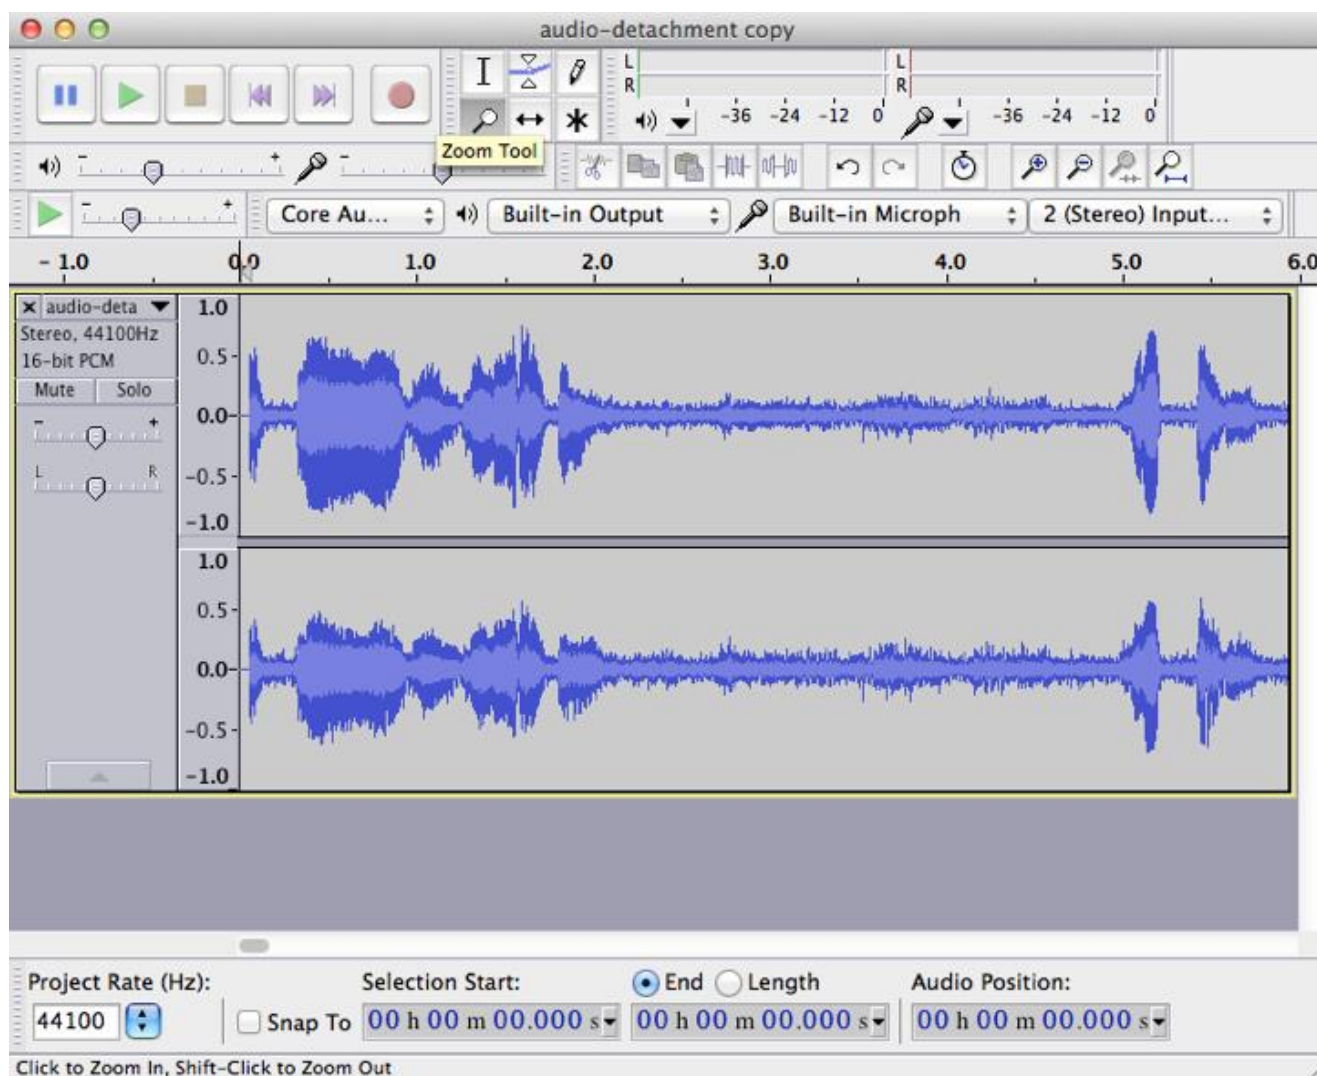 audio-detachment copy
L L
R R
-36 -24 -12 0 -36 -24 -12 0
Zoom Tool
Core Au... Built-in Output Built-in Microph 2 (Stereo) Input...
- 1.0 0.0 1.0 2.0 3.0 4.0 5.0 6.0
audio-deta 1.0
Stereo, 44100Hz
16-bit PCM 0.5
Mute Solo
- + 0.0
L R -0.5
-1.0
1.0
0.5
0.0
-0.5
-1.0
Project Rate (Hz): Selection Start: End Length Audio Position:
44100 Snap To 00 h 00 m 00.000 s 00 h 00 m 00.000 s 00 h 00 m 00.000 s
Click to Zoom In, Shift-Click to Zoom Out